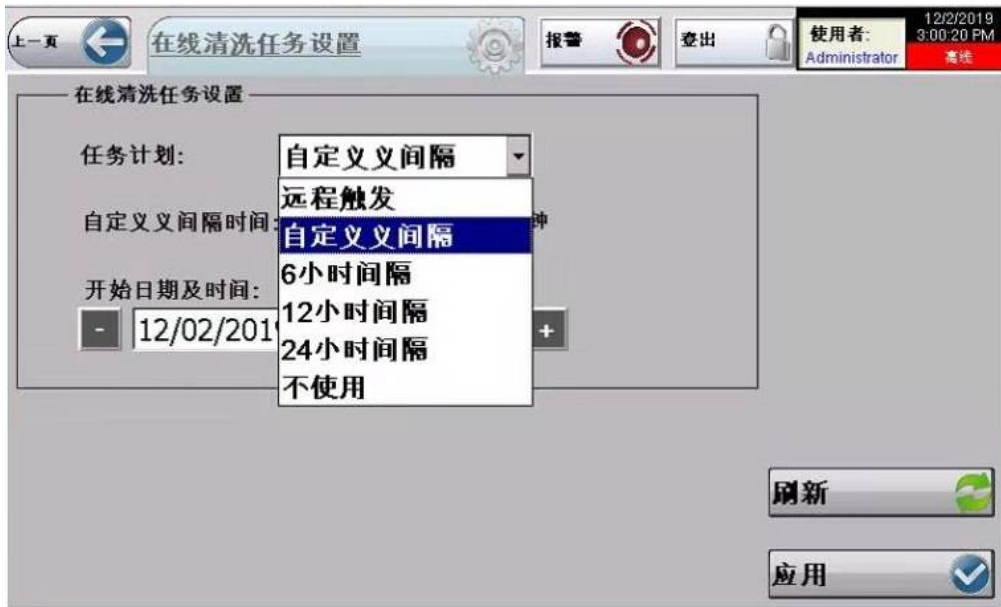 上一页
在线清洗任务设置
报警
登出
使用者:
Administrator
12/2/2019
3:00:20 PM
离线
在线清洗任务设置
任务计划:
自定义义间隔
远程触发
自定义义间隔时间:
钟
自定义义间隔
6小时间隔
开始日期及时间:
12小时间隔
- 12/02/201
+
24小时间隔
不使用
刷新
应用